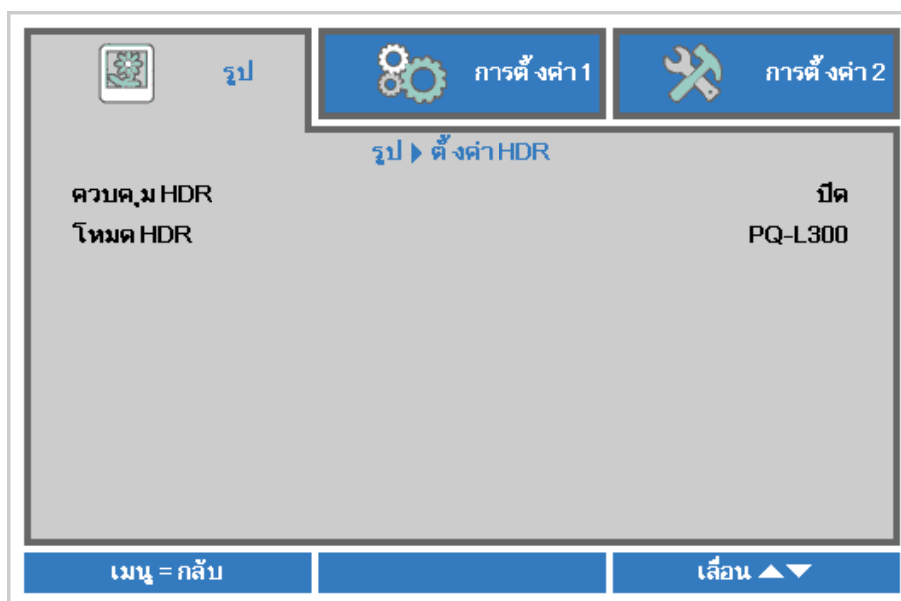 รูป
การตั้งค่า 1
การตั้งค่า 2
รูป ▶ ตั้งค่า HDR
ควบคุม HDR ปิด
โหมด HDR PQ-L300
เมนู = กลับ เลื่อน ▲▼